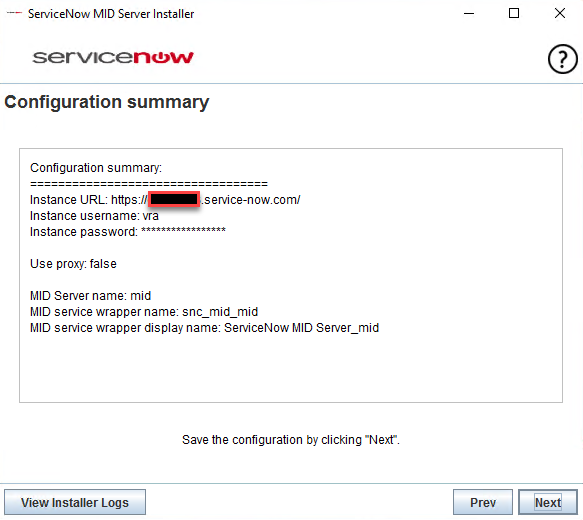 ServiceNow MID Server Installer
servicenow
?
Configuration summary
Configuration summary:
==================================
Instance URL: https:// .service-now.com/
Instance username: vra
Instance password: *****************
Use proxy: false
MID Server name: mid
MID service wrapper name: snc_mid_mid
MID service wrapper display name: ServiceNow MID Server_mid
Save the configuration by clicking "Next".
View Installer Logs
Prev
Next